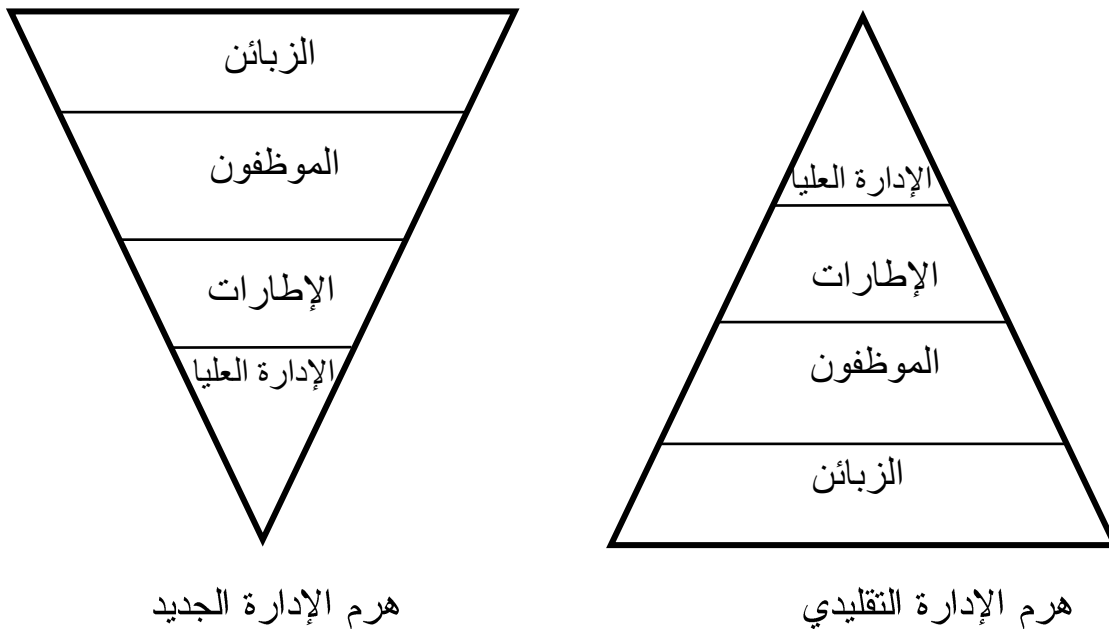 الإدارة العليا
الإطارات
الموظفون
الزبائن
هرم الإدارة التقليدي
الزبائن
الموظفون
الإطارات
الإدارة العليا
هرم الإدارة الجديد